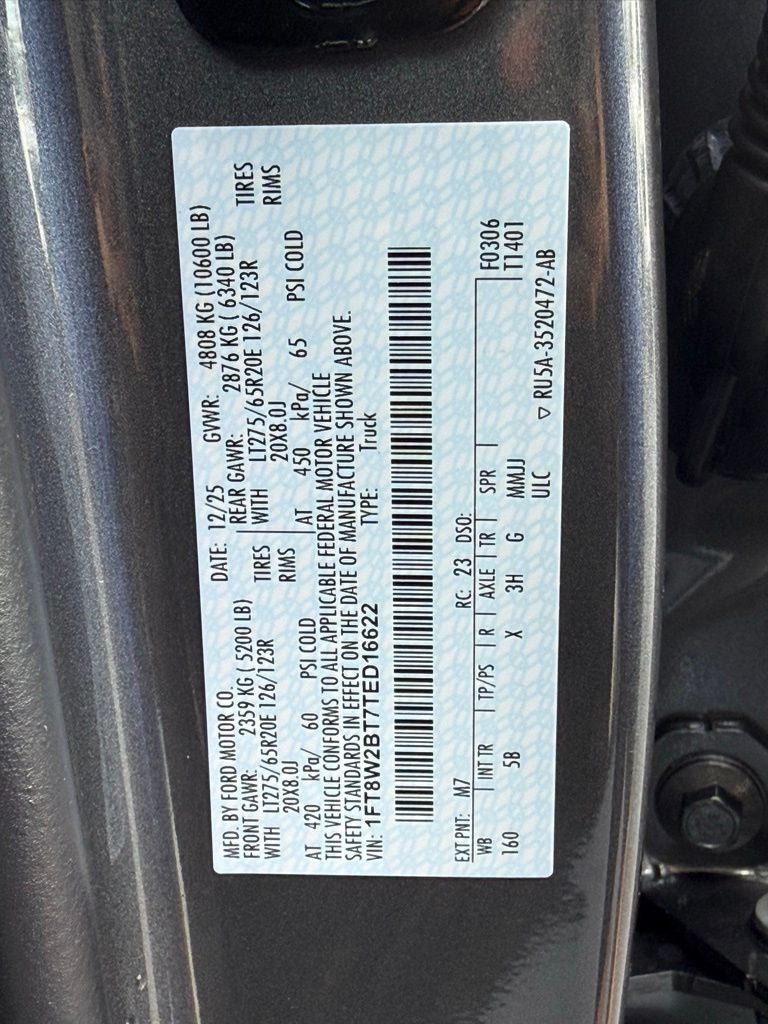 MFD. BY FORD MOTOR CO. DATE: 12/25 GVWR: 4808 KG (10600 LB)
FRONT GAWR: 2359 KG ( 5200 LB) REAR GAWR: 2876 KG ( 6340 LB)
WITH LT275/65R20E 126/123R TIRES WITH LT275/65R20E 126/123R TIRES
20X8.0J RIMS 20X8.0J RIMS
AT 420 kPa/ 60 PSI COLD AT 450 kPa/ 65 PSI COLD
THIS VEHICLE CONFORMS TO ALL APPLICABLE FEDERAL MOTOR VEHICLE
SAFETY STANDARDS IN EFFECT ON THE DATE OF MANUFACTURE SHOWN ABOVE.
VIN: 1FT8W2BT7TED16622 TYPE: Truck
EXT PNT: M7 RC: 23 DSO: F0306
WB INT TR TP/PS R AXLE TR SPR T1401
160 5B X 3H G MMJJ
ULC ▽ RU5A-3520472-AB